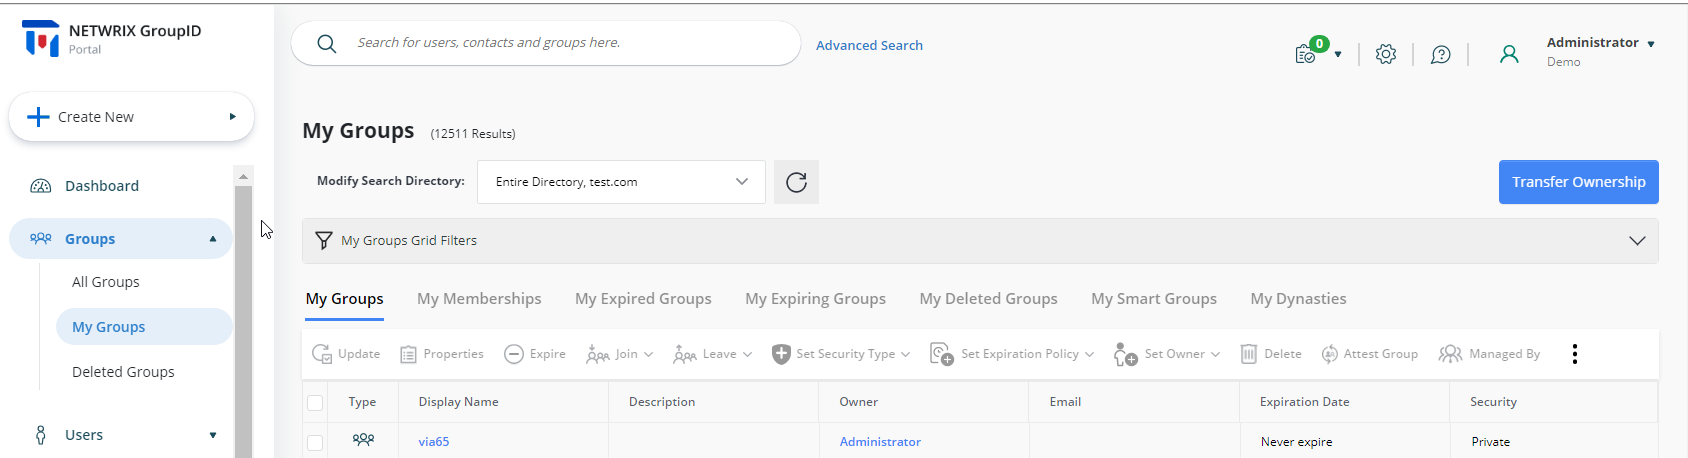 NETWRIX GroupID
Portal
Search for users, contacts and groups here.
Advanced Search
0
Administrator
Demo
Create New
My Groups (12511 Results)
Modify Search Directory:
Entire Directory, test.com
Transfer Ownership
My Groups Grid Filters
Dashboard
Groups
All Groups
My Groups
Deleted Groups
Users
My Groups My Memberships My Expired Groups My Expiring Groups My Deleted Groups My Smart Groups My Dynasties
Update Properties Expire Join Leave Set Security Type Set Expiration Policy Set Owner Delete Attest Group Managed By
Type Display Name Description Owner Email Expiration Date Security
via65 Administrator Never expire Private